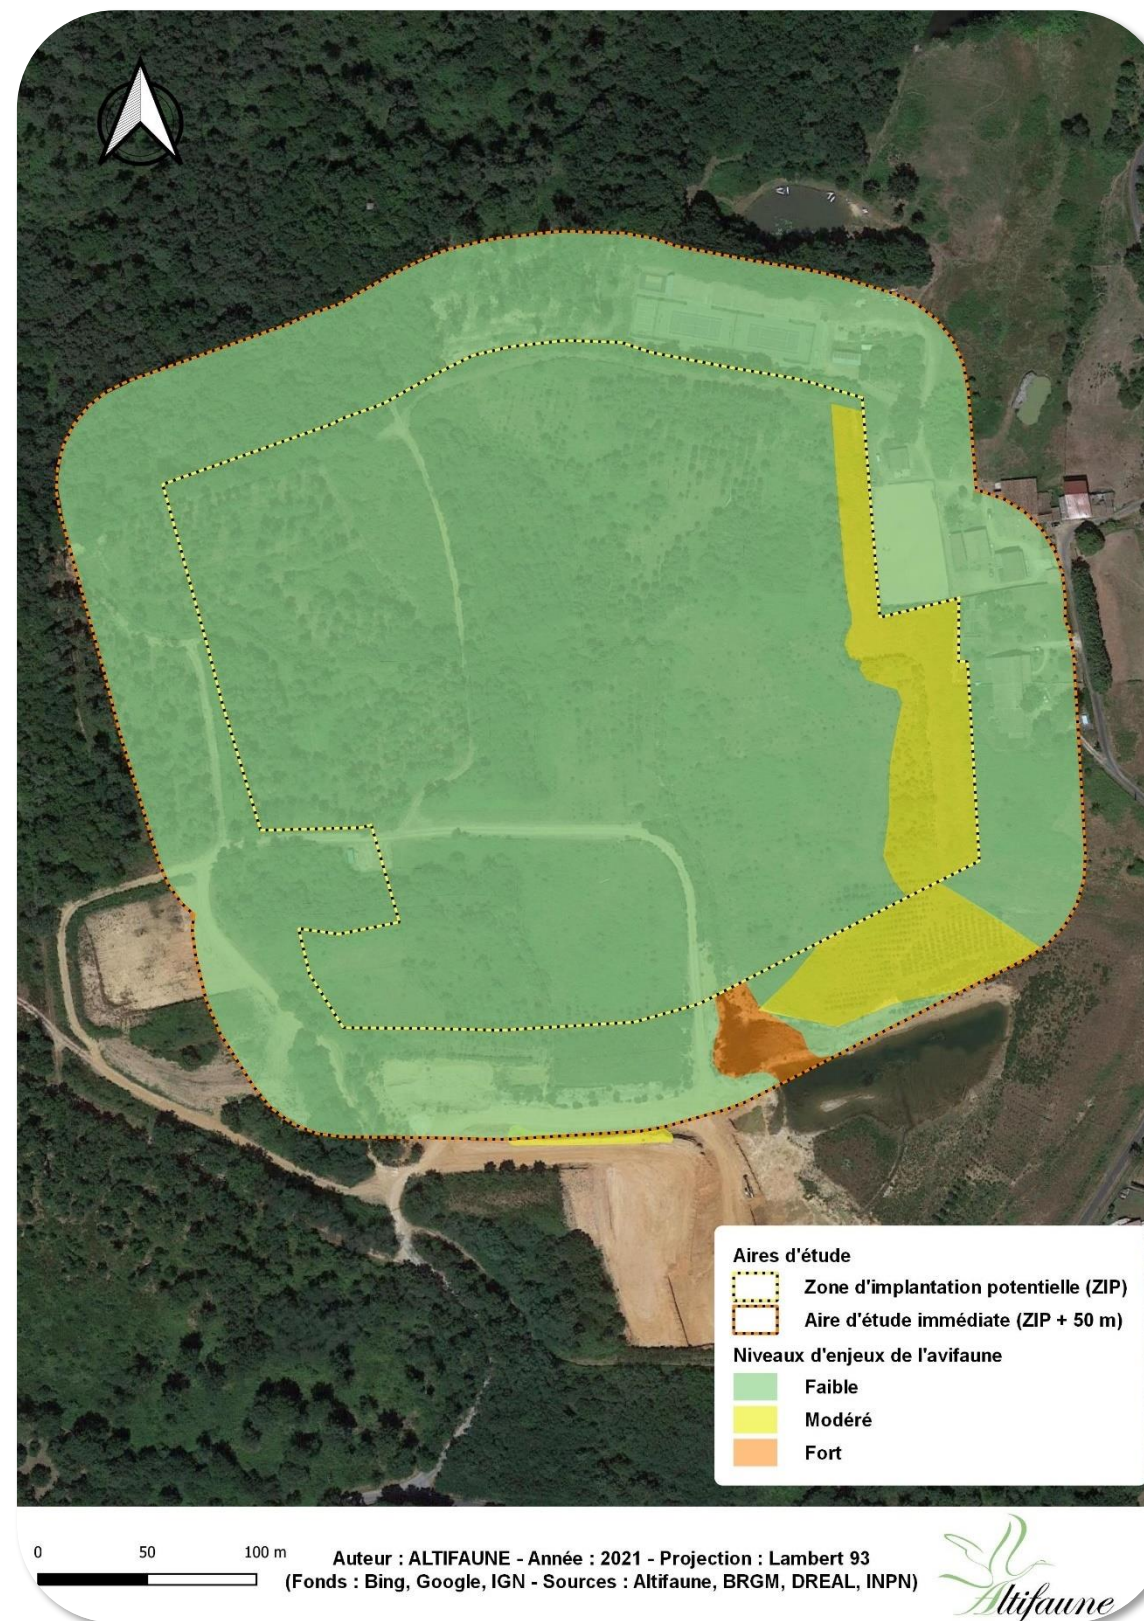 Aires d'étude
Zone d'implantation potentielle (ZIP)
Aire d'étude immédiate (ZIP + 50 m)
Niveaux d'enjeux de l'avifaune
Faible
Modéré
Fort
0 50 100 m
Auteur : ALTIFAUNE - Année : 2021 - Projection : Lambert 93
(Fonds : Bing, Google, IGN - Sources : Altifaune, BRGM, DREAL, INPN)
Altifaune